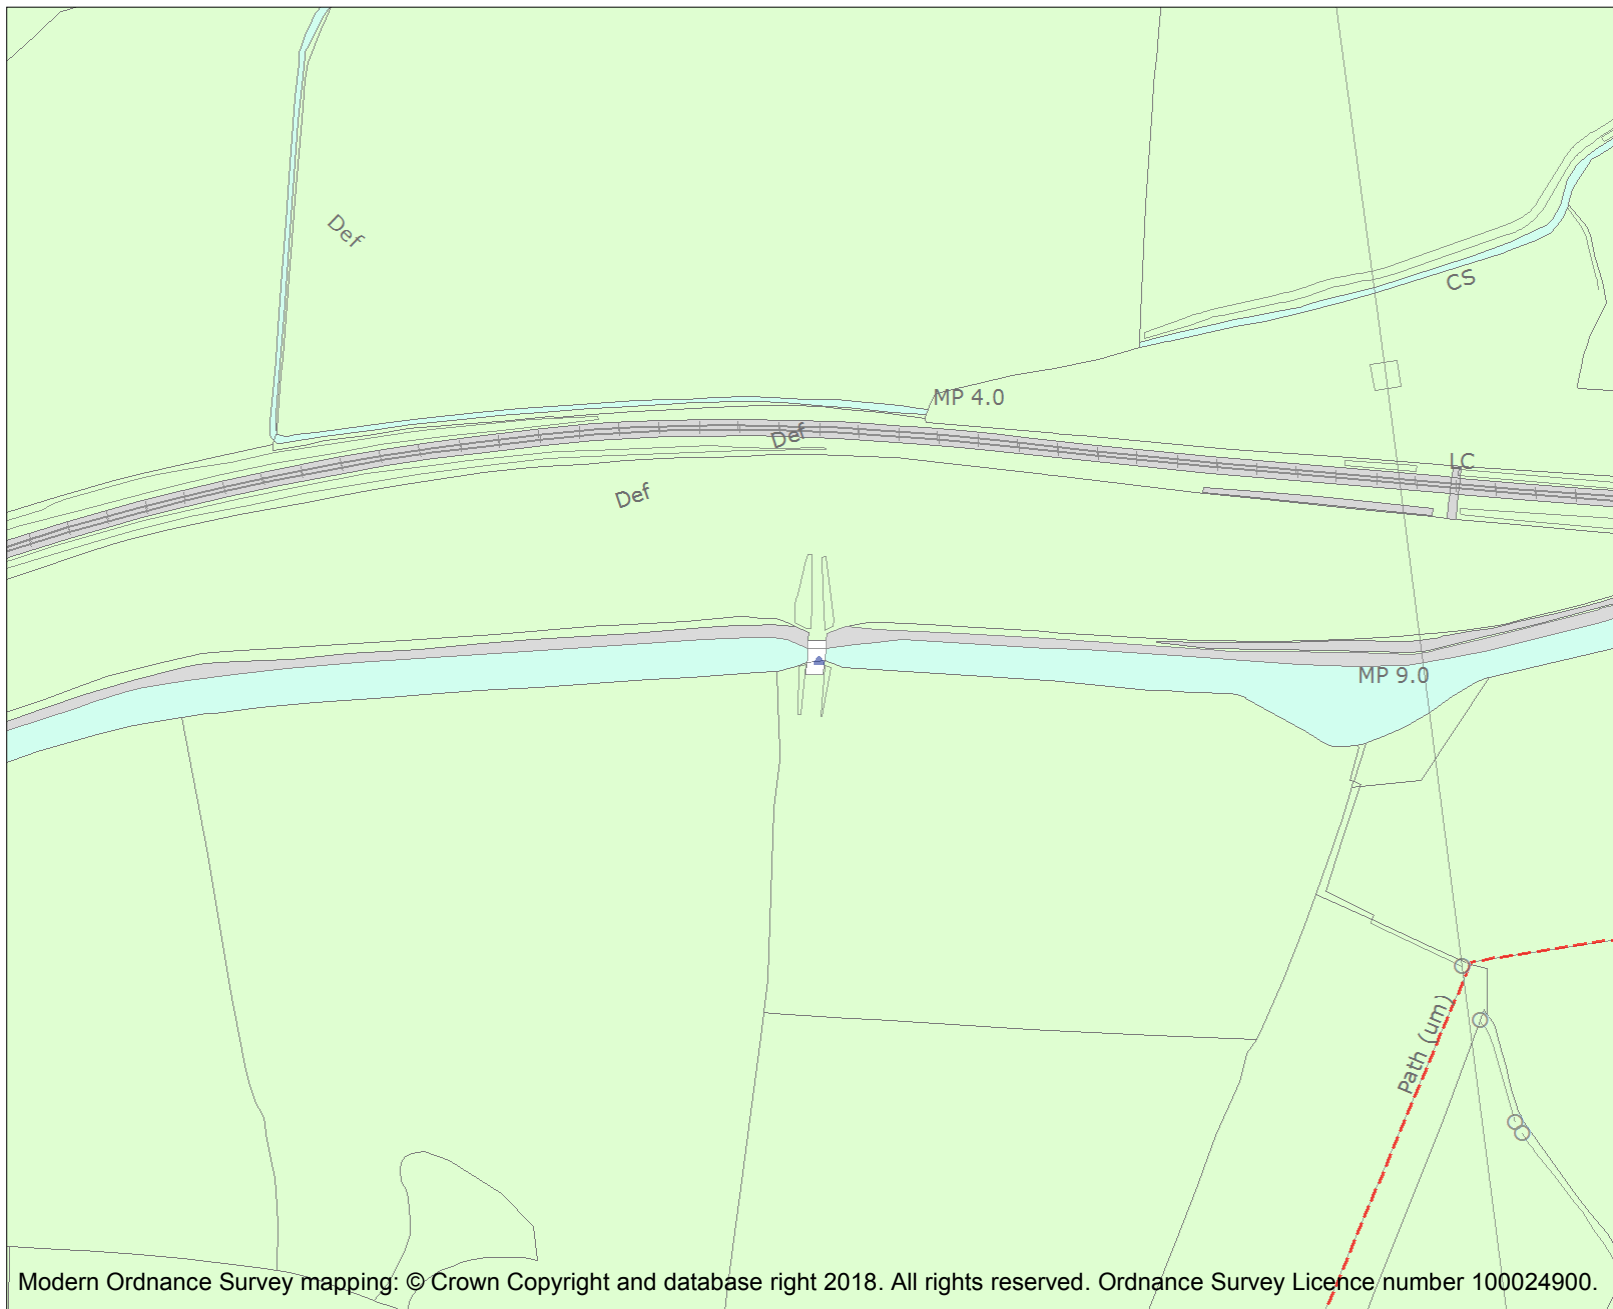 Def
CS
MP 4.0
Def
LC
Def
MP 9.0
Path (um)
Modern Ordnance Survey mapping: © Crown Copyright and database right 2018. All rights reserved. Ordnance Survey Licence number 100024900.